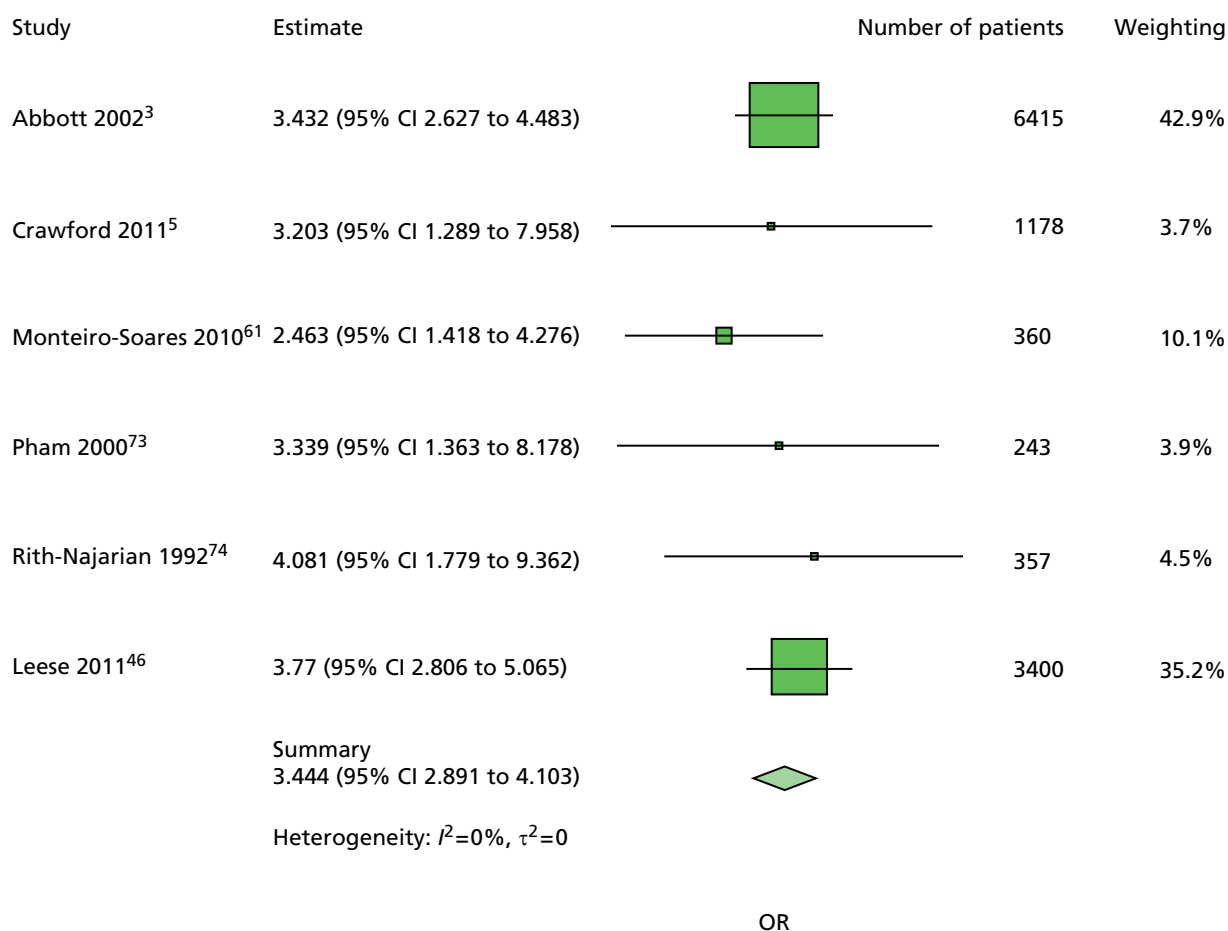 Study Estimate Number of patients Weighting
Abbott 2002³ 3.432 (95% CI 2.627 to 4.483) 6415 42.9%
Crawford 2011⁵ 3.203 (95% CI 1.289 to 7.958) 1178 3.7%
Monteiro-Soares 2010⁶¹ 2.463 (95% CI 1.418 to 4.276) 360 10.1%
Pham 2000⁷³ 3.339 (95% CI 1.363 to 8.178) 243 3.9%
Rith-Najarian 1992⁷⁴ 4.081 (95% CI 1.779 to 9.362) 357 4.5%
Leese 2011⁴⁶ 3.77 (95% CI 2.806 to 5.065) 3400 35.2%
Summary
3.444 (95% CI 2.891 to 4.103)
Heterogeneity: I²=0%, τ²=0
OR